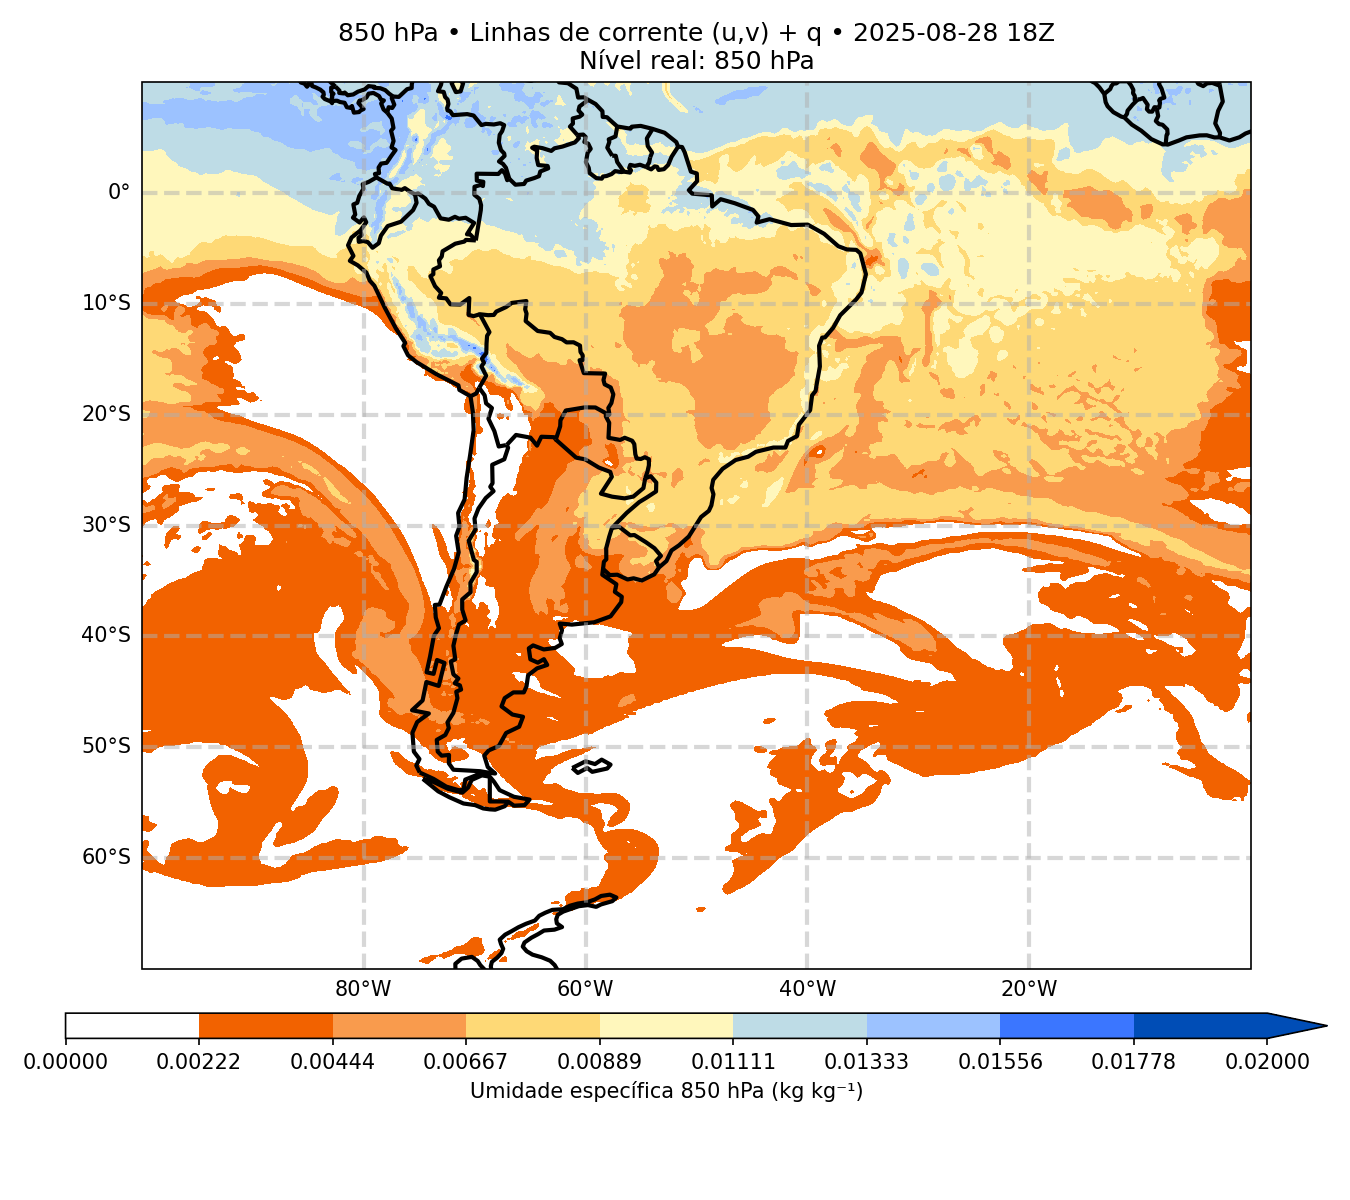 850 hPa • Linhas de corrente (u,v) + q • 2025-08-28 18Z
Nível real: 850 hPa
0°
10°S
20°S
30°S
40°S
50°S
60°S
80°W 60°W 40°W 20°W
0.00000 0.00222 0.00444 0.00667 0.00889 0.01111 0.01333 0.01556 0.01778 0.02000
Umidade específica 850 hPa (kg kg⁻¹)